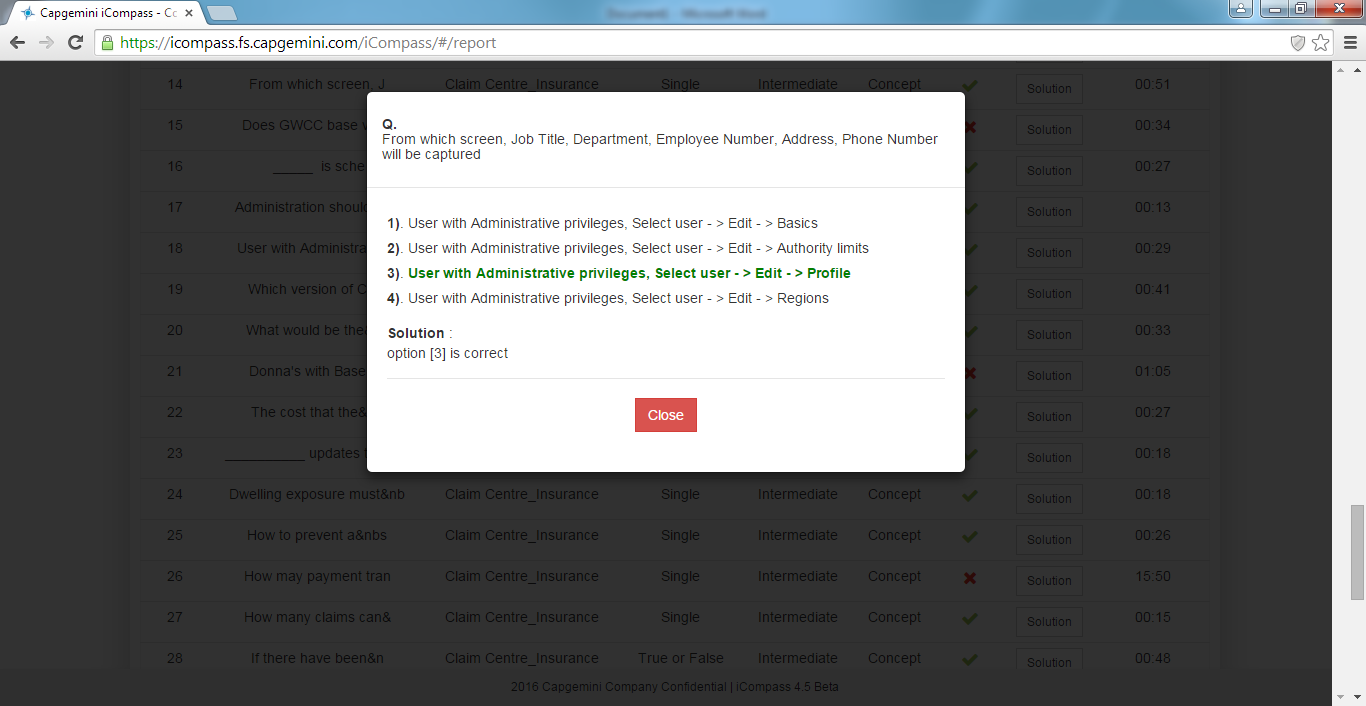 Capgemini iCompass - Co
Document1 - Microsoft Word
https://icompass.fs.capgemini.com/iCompass/#/report
14 From which screen, J Claim Centre_Insurance Single Intermediate Concept Solution 00:51
15 Does GWCC base Solution 00:34
16 _____ is sche Solution 00:27
17 Administration shoul Solution 00:13
18 User with Administra Solution 00:29
19 Which version of C Solution 00:41
20 What would be the& Solution 00:33
21 Donna's with Base Solution 01:05
22 The cost that the& Solution 00:27
23 __________ updates Solution 00:18
24 Dwelling exposure must&nb Claim Centre_Insurance Single Intermediate Concept Solution 00:18
25 How to prevent a&nbs Claim Centre_Insurance Single Intermediate Concept Solution 00:26
26 How may payment tran Claim Centre_Insurance Single Intermediate Concept Solution 15:50
27 How many claims can& Claim Centre_Insurance Single Intermediate Concept Solution 00:15
28 If there have been&n Claim Centre_Insurance True or False Intermediate Concept Solution 00:48
Q.
From which screen, Job Title, Department, Employee Number, Address, Phone Number
will be captured
1). User with Administrative privileges, Select user - > Edit - > Basics
2). User with Administrative privileges, Select user - > Edit - > Authority limits
3). User with Administrative privileges, Select user - > Edit - > Profile
4). User with Administrative privileges, Select user - > Edit - > Regions
Solution :
option [3] is correct
Close
2016 Capgemini Company Confidential | iCompass 4.5 Beta